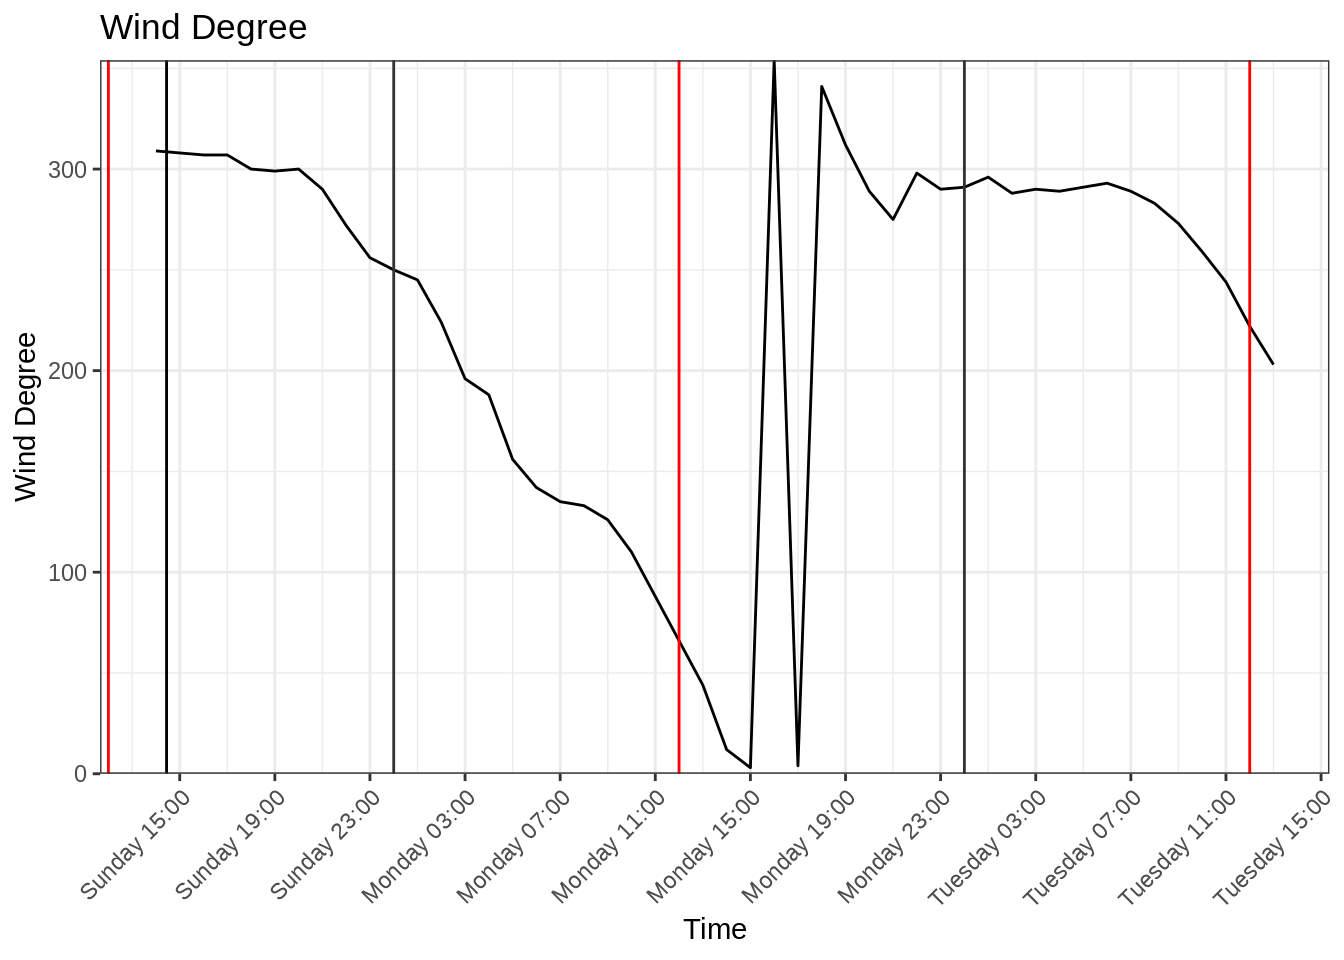 Wind Degree
Wind Degree
300
200
100
0
Sunday 15:00
Sunday 19:00
Sunday 23:00
Monday 03:00
Monday 07:00
Monday 11:00
Monday 15:00
Monday 19:00
Monday 23:00
Tuesday 03:00
Tuesday 07:00
Tuesday 11:00
Tuesday 15:00
Time